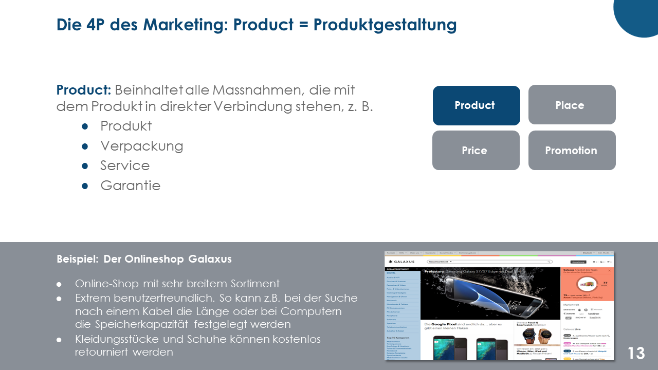 Die 4P des Marketing: Product = Produktgestaltung
Product: Beinhaltet alle Massnahmen, die mit
dem Produkt in direkter Verbindung stehen, z. B.
● Produkt
● Verpackung
● Service
● Garantie
Product
Place
Price
Promotion
Beispiel: Der Onlineshop Galaxus
● Online-Shop mit sehr breitem Sortiment
● Extrem benutzerfreundlich. So kann z.B. bei der Suche
nach einem Kabel die Länge oder bei Computern
die Speicherkapazität festgelegt werden
● Kleidungsstücke und Schuhe können kostenlos
retourniert werden
GALAXUS
13